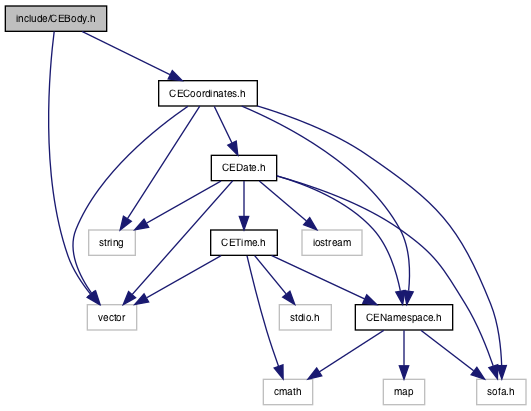 include/CEBody.h
CECoordinates.h
CEDate.h
string
CETime.h
iostream
vector
stdio.h
CENamespace.h
cmath
map
sofa.h